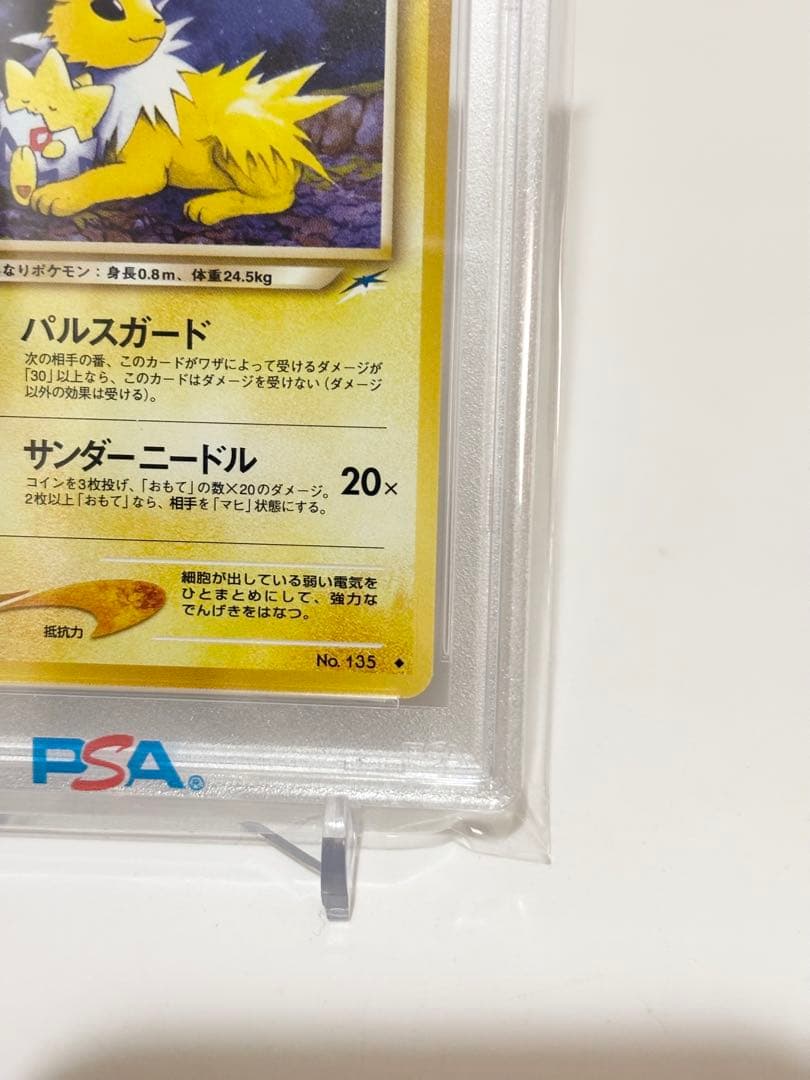 なりポケモン：身長0.8m、体重24.5kg
パルスガード
次の相手の番、このカードがワザによって受けるダメージが
「30」以上なら、このカードはダメージを受けない（ダメージ
以外の効果は受ける）。
サンダーニードル
20×
コインを3枚投げ、「おもて」の数×20のダメージ。
2枚以上「おもて」なら、相手を「マヒ」状態にする。
細胞が出している弱い電気を
ひとまとめにして、強力な
でんげきをはなつ。
抵抗力
No. 135 ◆
PSA®